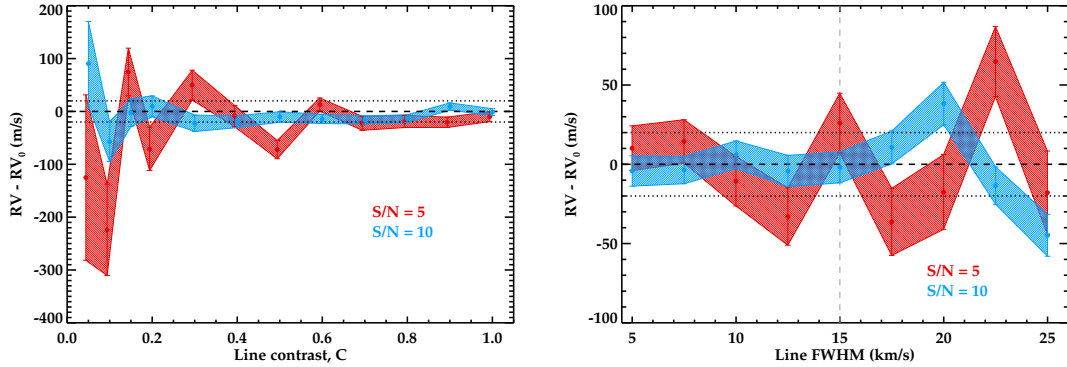 200
100
0
-100
-200
-300
-400
RV - RV0 (m/s)
S/N = 5
S/N = 10
0.0 0.2 0.4 0.6 0.8 1.0
Line contrast, C
100
50
0
-50
-100
RV - RV0 (m/s)
S/N = 5
S/N = 10
5 10 15 20 25
Line FWHM (km/s)